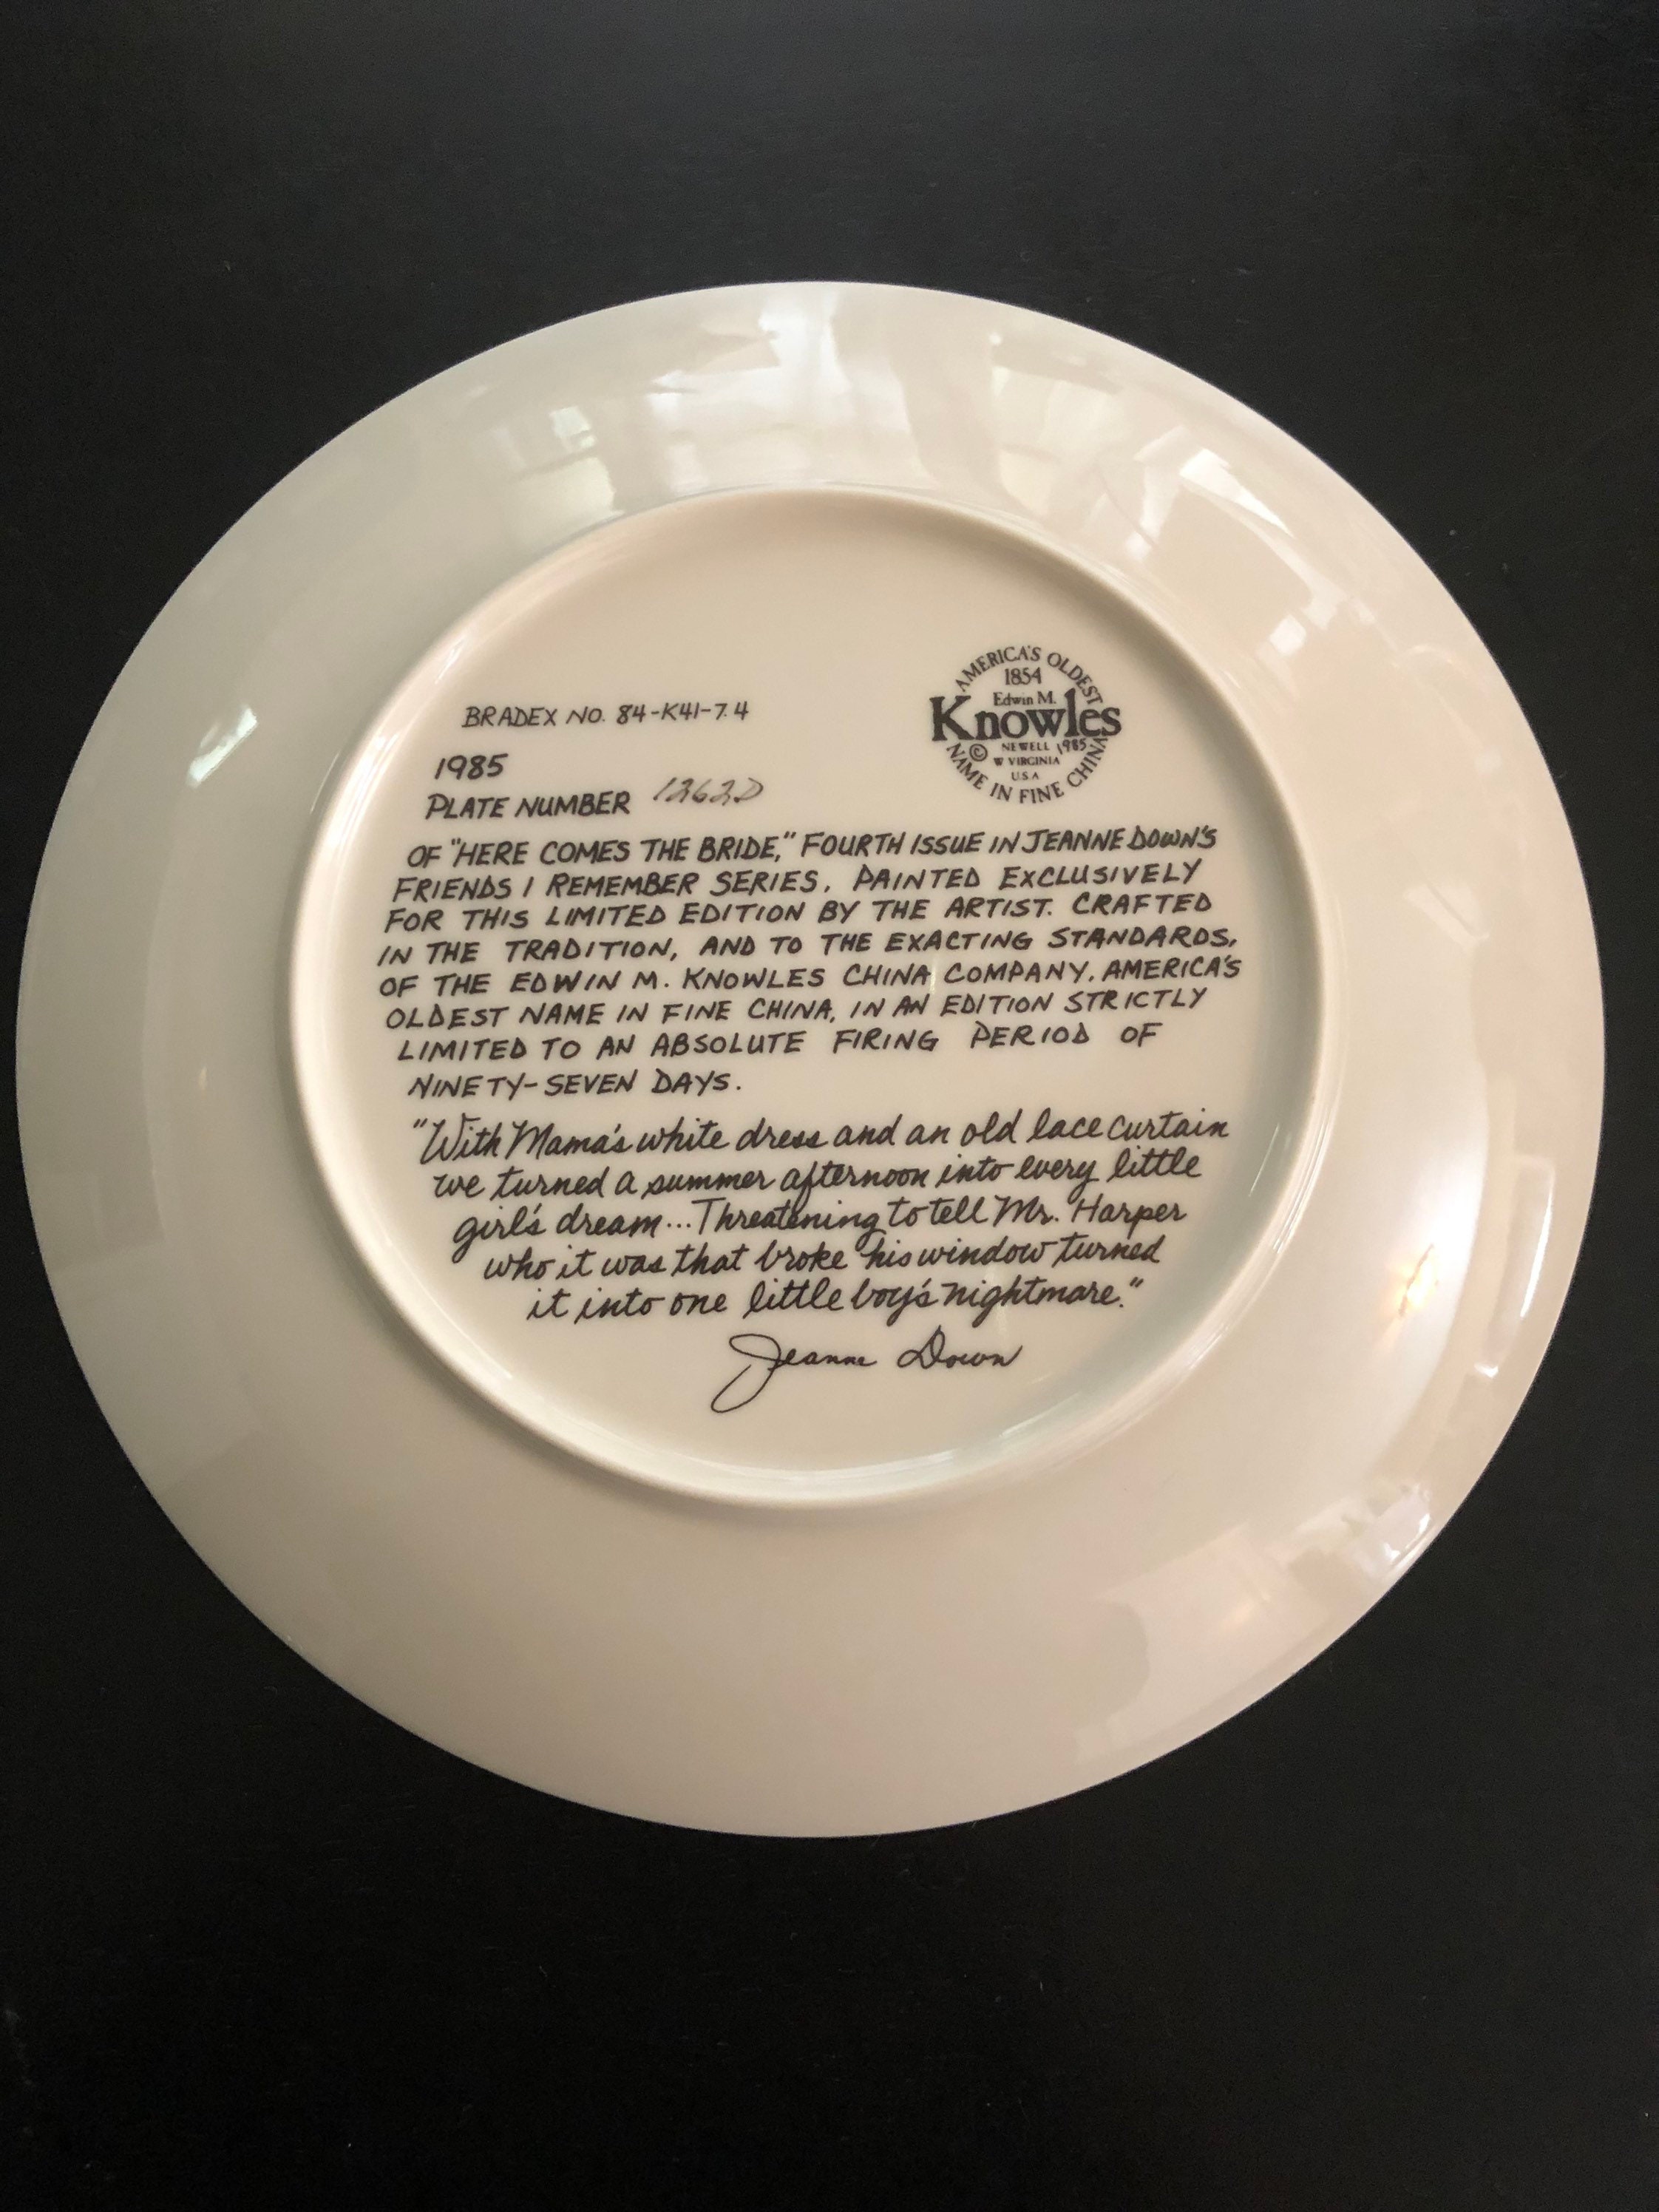 AMERICA'S OLDEST
1854
Edwin M.
Knowles
© NEWELL 1985
W VIRGINIA
U.S.A
NAME IN FINE CHINA
BRADEX NO. 84-K41-7.4
1985
PLATE NUMBER 12622D
OF "HERE COMES THE BRIDE," FOURTH ISSUE IN JEANNE DOWN'S
FRIENDS I REMEMBER SERIES. PAINTED EXCLUSIVELY
FOR THIS LIMITED EDITION BY THE ARTIST. CRAFTED
IN THE TRADITION, AND TO THE EXACTING STANDARDS,
OF THE EDWIN M. KNOWLES CHINA COMPANY, AMERICA'S
OLDEST NAME IN FINE CHINA, IN AN EDITION STRICTLY
LIMITED TO AN ABSOLUTE FIRING PERIOD OF
NINETY-SEVEN DAYS.
"With Mama's white dress and an old lace curtain
we turned a summer afternoon into every little
girl's dream...Threatening to tell Mr. Harper
who it was that broke his window turned
it into one little boy's nightmare."
Jeanne Down